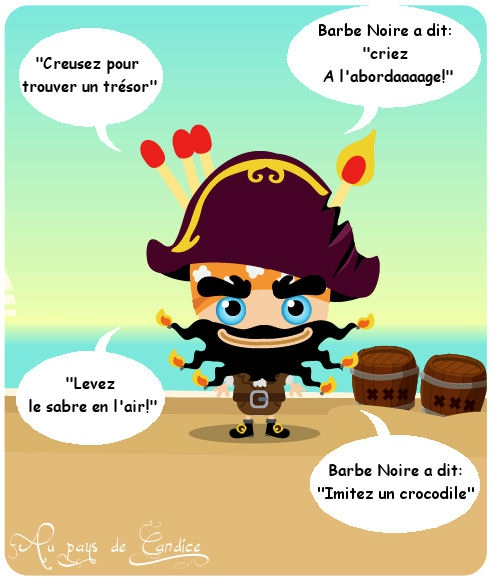 "Creusez pour
trouver un trésor"
Barbe Noire a dit:
"criez
A l'abordaaaage!"
"Levez
le sabre en l'air!"
Barbe Noire a dit:
"Imitez un crocodile"
Au pays de Candice